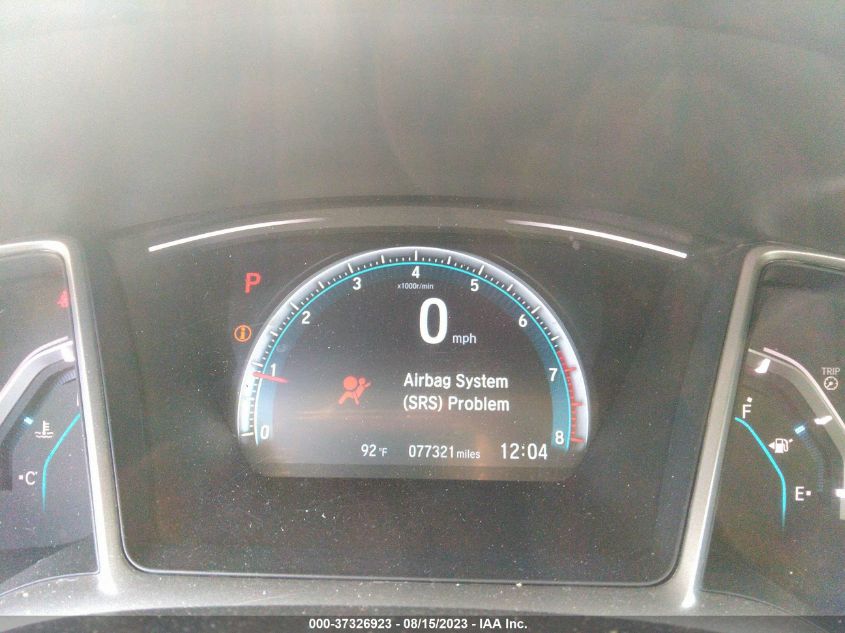 4
3
5
x1000r/min
P
2
0 mph
6
TRIP
1
7
Airbag System
(SRS) Problem
F
0
8
92°F 077321 miles 12:04
C
E
000-37326923 - 08/15/2023 - IAA Inc.